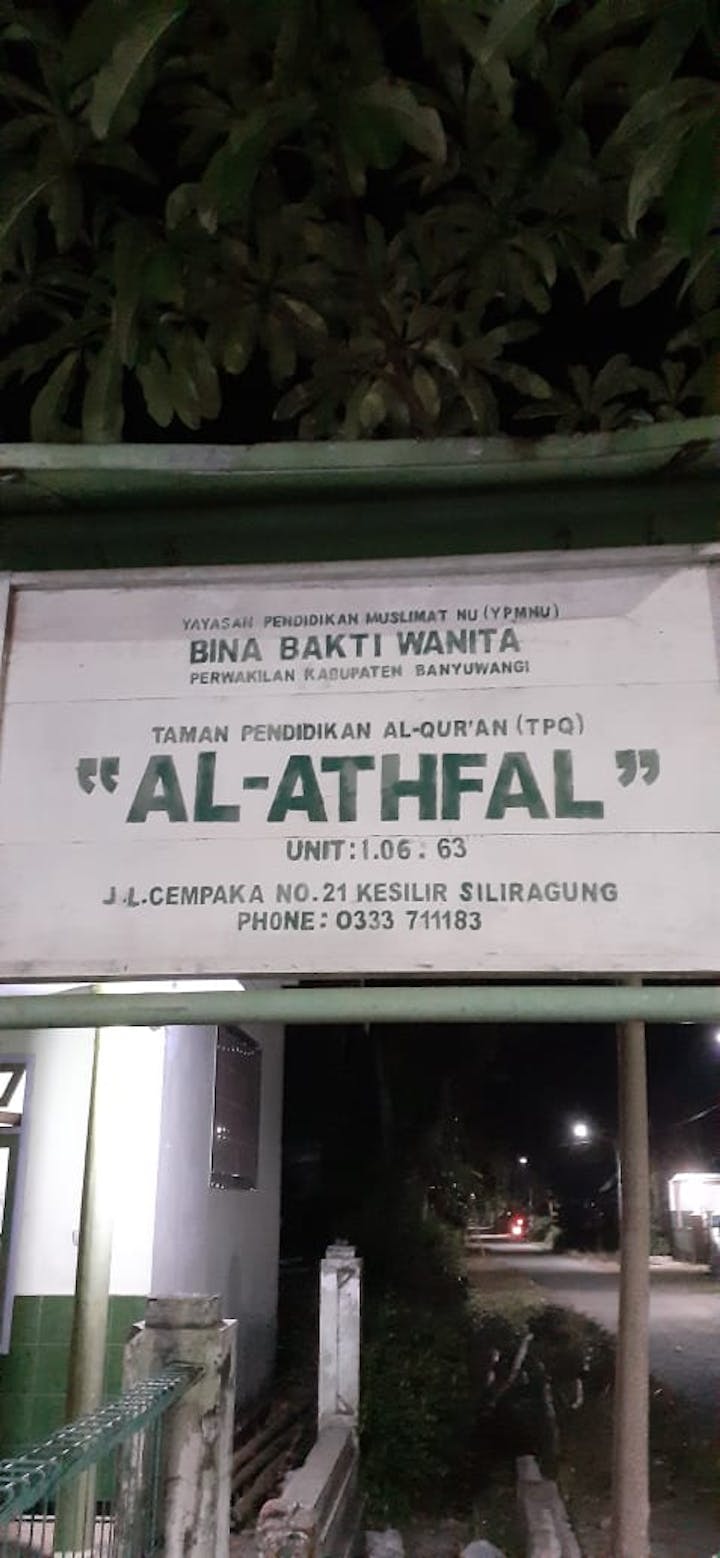 YAYASAN PENDIDIKAN MUSLIMAT NU (YPMNU)
BINA BAKTI WANITA
PERWAKILAN KABUPATEN BANYUWANGI
TAMAN PENDIDIKAN AL-QUR'AN (TPQ)
"AL-ATHFAL"
UNIT: 1.06. 63
JL. CEMPAKA NO. 21 KESILIR SILIRAGUNG
PHONE: 0333 711183